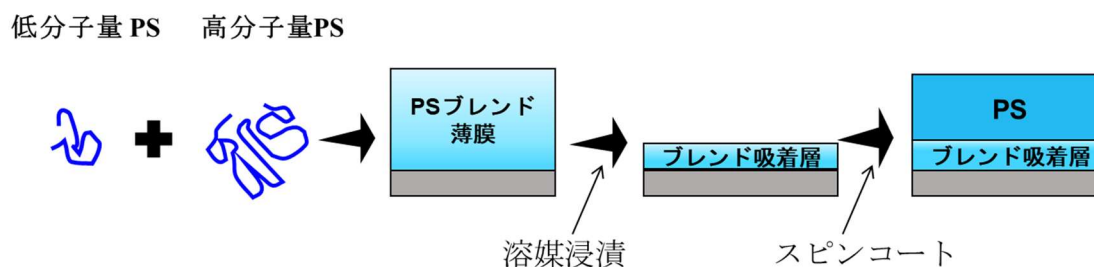 低分子量 PS 高分子量PS
PSブレンド
薄膜
ブレンド吸着層
PS
ブレンド吸着層
溶媒浸漬
スピンコート